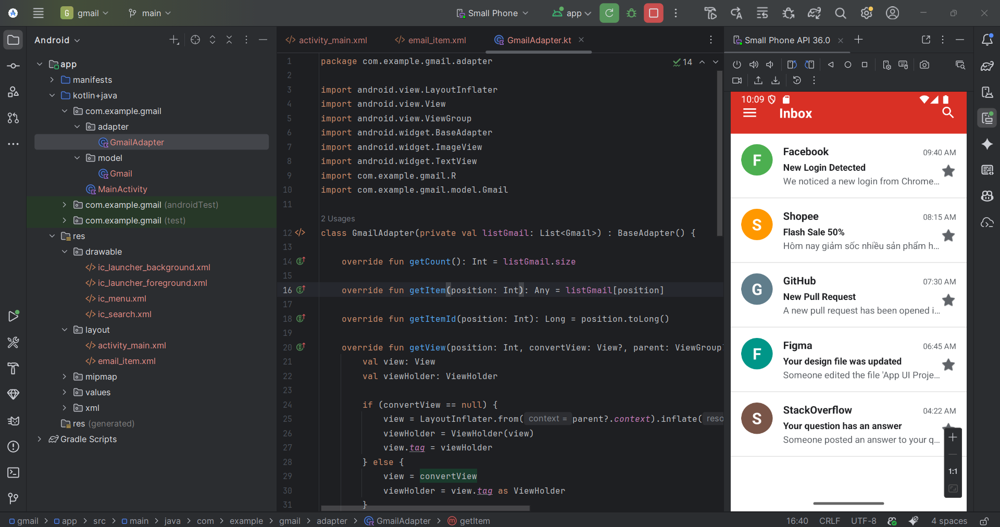 G gmail
main
Small Phone
app
Android
app
manifests
kotlin+java
com.example.gmail
adapter
GmailAdapter
model
Gmail
MainActivity
com.example.gmail (androidTest)
com.example.gmail (test)
res
drawable
</> ic_launcher_background.xml
</> ic_launcher_foreground.xml
</> ic_menu.xml
</> ic_search.xml
layout
</> activity_main.xml
</> email_item.xml
mipmap
values
xml
res (generated)
Gradle Scripts
</> activity_main.xml
</> email_item.xml
GmailAdapter.kt
14
1 package com.example.gmail.adapter
2
3 import android.view.LayoutInflater
4 import android.view.View
5 import android.view.ViewGroup
6 import android.widget.BaseAdapter
7 import android.widget.ImageView
8 import android.widget.TextView
9 import com.example.gmail.R
10 import com.example.gmail.model.Gmail
11
2 Usages
12 </> class GmailAdapter(private val listGmail: List<Gmail>) : BaseAdapter() {
13
14 override fun getCount(): Int = listGmail.size
15
16 override fun getItem(position: Int): Any = listGmail[position]
17
18 override fun getItemId(position: Int): Long = position.toLong()
19
20 override fun getView(position: Int, convertView: View?, parent: ViewGroup?
21 val view: View
22 val viewHolder: ViewHolder
23
24 if (convertView == null) {
25 view = LayoutInflater.from( context = parent?.context).inflate( reso
26 viewHolder = ViewHolder(view)
27 view.tag = viewHolder
28 } else {
29 view = convertView
30 viewHolder = view.tag as ViewHolder
31 }
Small Phone API 36.0
10:09
Inbox
F
Facebook
09:40 AM
New Login Detected
We noticed a new login from Chrome...
S
Shopee
08:15 AM
Flash Sale 50%
Hôm nay giảm sốc nhiều sản phẩm h...
G
GitHub
07:30 AM
New Pull Request
A new pull request has been opened i...
F
Figma
06:45 AM
Your design file was updated
Someone edited the file 'App UI Proje...
S
StackOverflow
04:22 AM
Your question has an answer
Someone posted an answer to your q...
1:1
gmail > app > src > main > java > com > example > gmail > adapter > GmailAdapter > m getItem
16:40 CRLF UTF-8 4 spaces